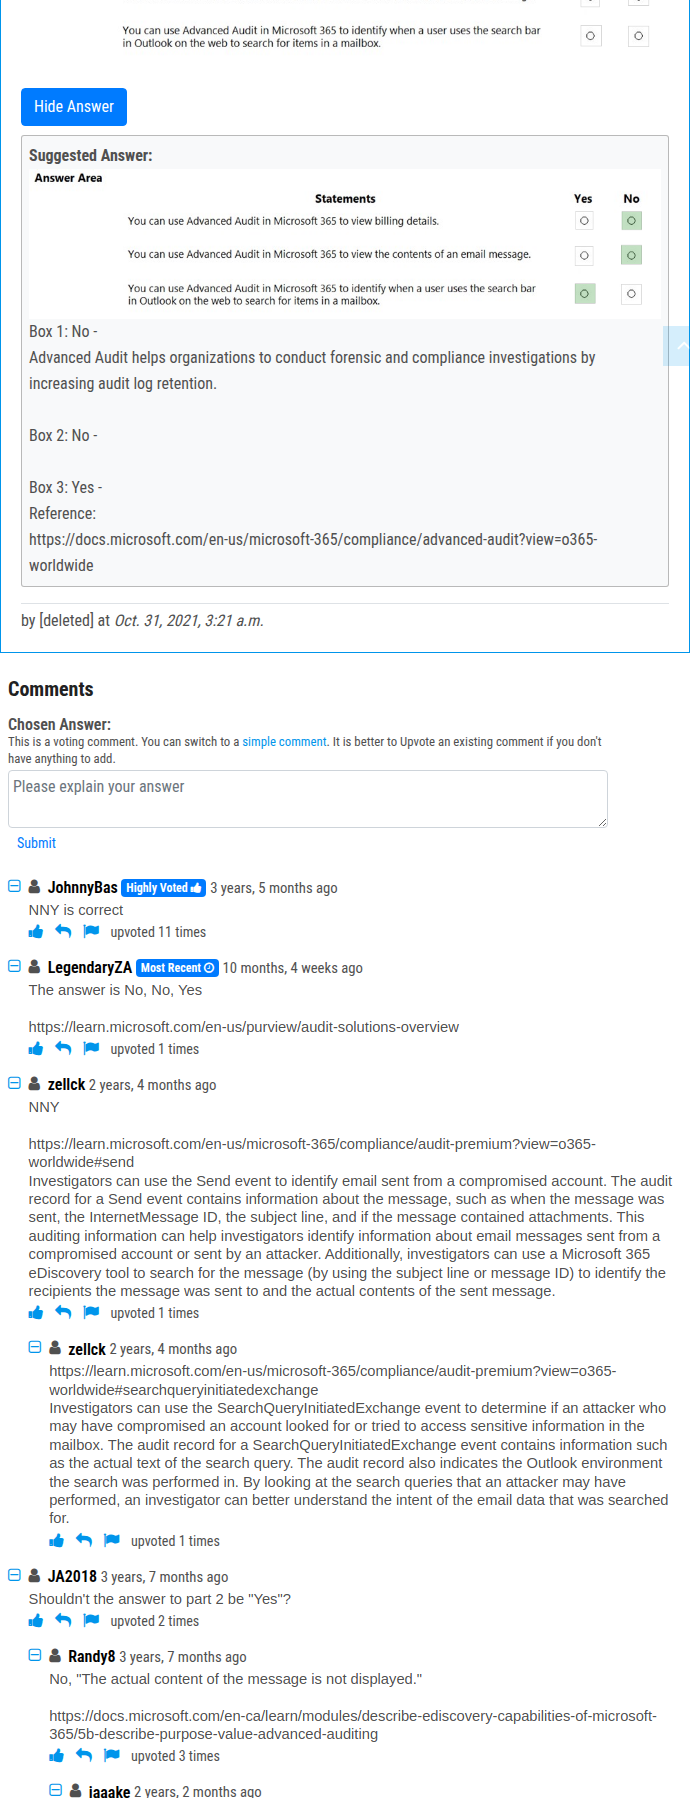 You can use Advanced Audit in Microsoft 365 to identify when a user uses the search bar
in Outlook on the web to search for items in a mailbox.
Hide Answer
Suggested Answer:
Answer Area
Statements Yes No
You can use Advanced Audit in Microsoft 365 to view billing details.
You can use Advanced Audit in Microsoft 365 to view the contents of an email message.
You can use Advanced Audit in Microsoft 365 to identify when a user uses the search bar
in Outlook on the web to search for items in a mailbox.
Box 1: No -
Advanced Audit helps organizations to conduct forensic and compliance investigations by
increasing audit log retention.
Box 2: No -
Box 3: Yes -
Reference:
https://docs.microsoft.com/en-us/microsoft-365/compliance/advanced-audit?view=o365-
worldwide
by [deleted] at Oct. 31, 2021, 3:21 a.m.
Comments
Chosen Answer:
This is a voting comment. You can switch to a simple comment. It is better to Upvote an existing comment if you don't
have anything to add.
Please explain your answer
Submit
JohnnyBas Highly Voted 3 years, 5 months ago
NNY is correct
upvoted 11 times
LegendaryZA Most Recent 10 months, 4 weeks ago
The answer is No, No, Yes
https://learn.microsoft.com/en-us/purview/audit-solutions-overview
upvoted 1 times
zellck 2 years, 4 months ago
NNY
https://learn.microsoft.com/en-us/microsoft-365/compliance/audit-premium?view=o365-
worldwide#send
Investigators can use the Send event to identify email sent from a compromised account. The audit
record for a Send event contains information about the message, such as when the message was
sent, the InternetMessage ID, the subject line, and if the message contained attachments. This
auditing information can help investigators identify information about email messages sent from a
compromised account or sent by an attacker. Additionally, investigators can use a Microsoft 365
eDiscovery tool to search for the message (by using the subject line or message ID) to identify the
recipients the message was sent to and the actual contents of the sent message.
upvoted 1 times
zellck 2 years, 4 months ago
https://learn.microsoft.com/en-us/microsoft-365/compliance/audit-premium?view=o365-
worldwide#searchqueryinitiatedexchange
Investigators can use the SearchQueryInitiatedExchange event to determine if an attacker who
may have compromised an account looked for or tried to access sensitive information in the
mailbox. The audit record for a SearchQueryInitiatedExchange event contains information such
as the actual text of the search query. The audit record also indicates the Outlook environment
the search was performed in. By looking at the search queries that an attacker may have
performed, an investigator can better understand the intent of the email data that was searched
for.
upvoted 1 times
JA2018 3 years, 7 months ago
Shouldn't the answer to part 2 be "Yes"?
upvoted 2 times
Randy8 3 years, 7 months ago
No, "The actual content of the message is not displayed."
https://docs.microsoft.com/en-ca/learn/modules/describe-ediscovery-capabilities-of-microsoft-
365/5b-describe-purpose-value-advanced-auditing
upvoted 3 times
iaaake 2 years, 2 months ago